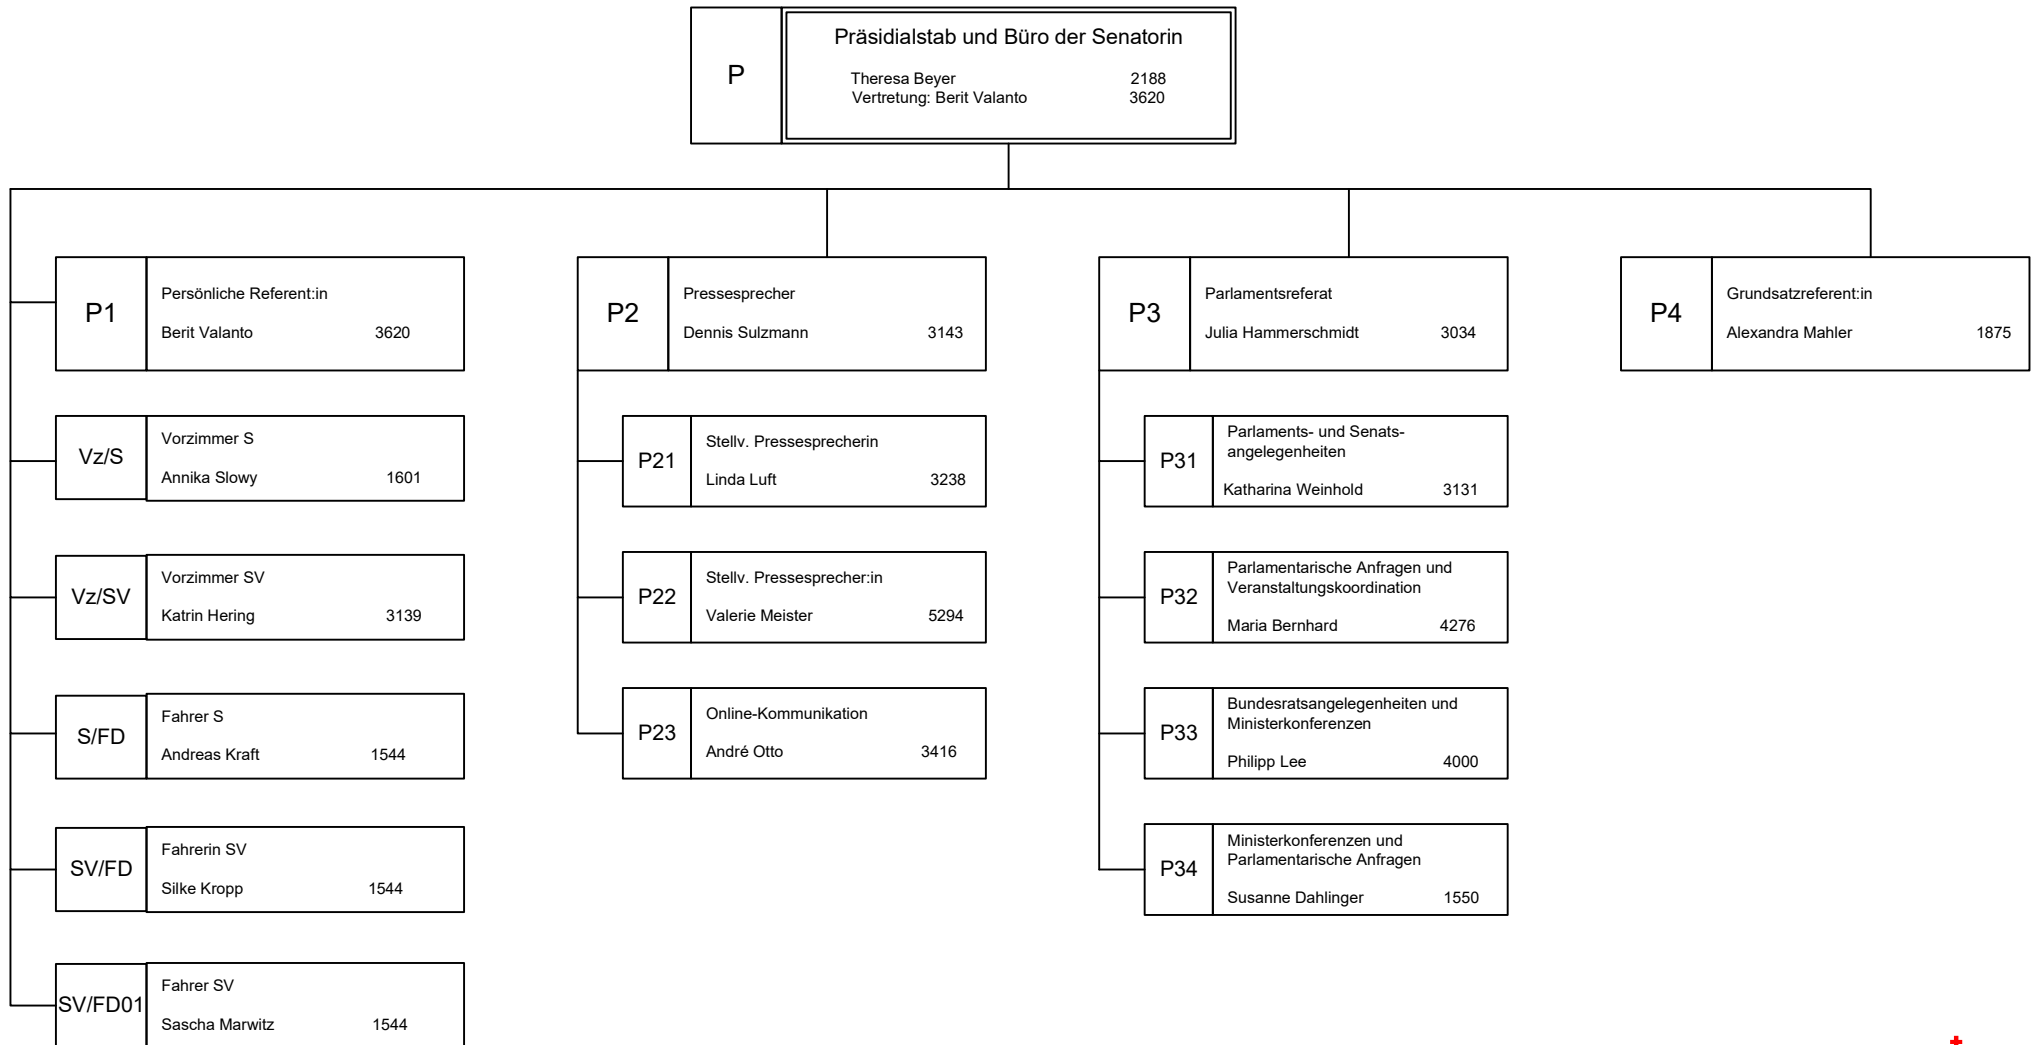 P
Präsidialstab und Büro der Senatorin
Theresa Beyer 2188
Vertretung: Berit Valanto 3620
P1
Persönliche Referent:in
Berit Valanto 3620
Vz/S
Vorzimmer S
Annika Slowy 1601
Vz/SV
Vorzimmer SV
Katrin Hering 3139
S/FD
Fahrer S
Andreas Kraft 1544
SV/FD
Fahrerin SV
Silke Kropp 1544
SV/FD01
Fahrer SV
Sascha Marwitz 1544
P2
Pressesprecher
Dennis Sulzmann 3143
P21
Stellv. Pressesprecherin
Linda Luft 3238
P22
Stellv. Pressesprecher:in
Valerie Meister 5294
P23
Online-Kommunikation
André Otto 3416
P3
Parlamentsreferat
Julia Hammerschmidt 3034
P31
Parlaments- und Senats-
angelegenheiten
Katharina Weinhold 3131
P32
Parlamentarische Anfragen und
Veranstaltungskoordination
Maria Bernhard 4276
P33
Bundesratsangelegenheiten und
Ministerkonferenzen
Philipp Lee 4000
P34
Ministerkonferenzen und
Parlamentarische Anfragen
Susanne Dahlinger 1550
P4
Grundsatzreferent:in
Alexandra Mahler 1875